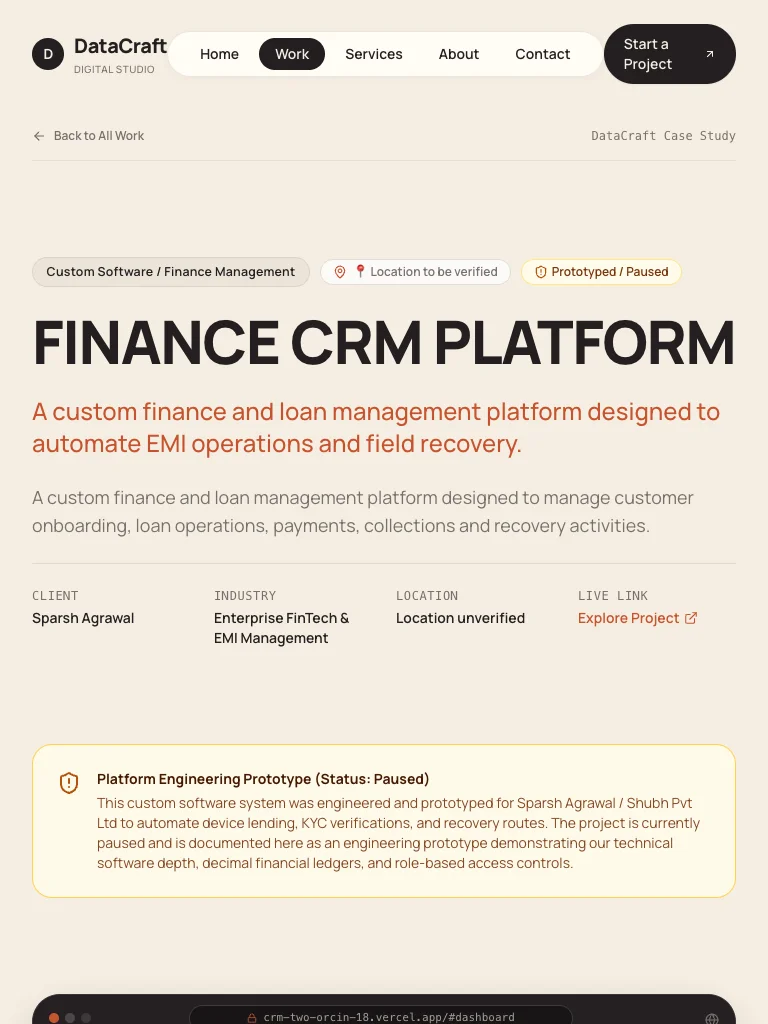 D
DataCraft
DIGITAL STUDIO
Home
Work
Services
About
Contact
Start a
Project
Back to All Work
DataCraft Case Study
Custom Software / Finance Management
📍 Location to be verified
Prototyped / Paused
FINANCE CRM PLATFORM
A custom finance and loan management platform designed to
automate EMI operations and field recovery.
A custom finance and loan management platform designed to manage customer
onboarding, loan operations, payments, collections and recovery activities.
CLIENT
Sparsh Agrawal
INDUSTRY
Enterprise FinTech &
EMI Management
LOCATION
Location unverified
LIVE LINK
Explore Project
Platform Engineering Prototype (Status: Paused)
This custom software system was engineered and prototyped for Sparsh Agrawal / Shubh Pvt
Ltd to automate device lending, KYC verifications, and recovery routes. The project is currently
paused and is documented here as an engineering prototype demonstrating our technical
software depth, decimal financial ledgers, and role-based access controls.
crm-two-orcin-18.vercel.app/#dashboard